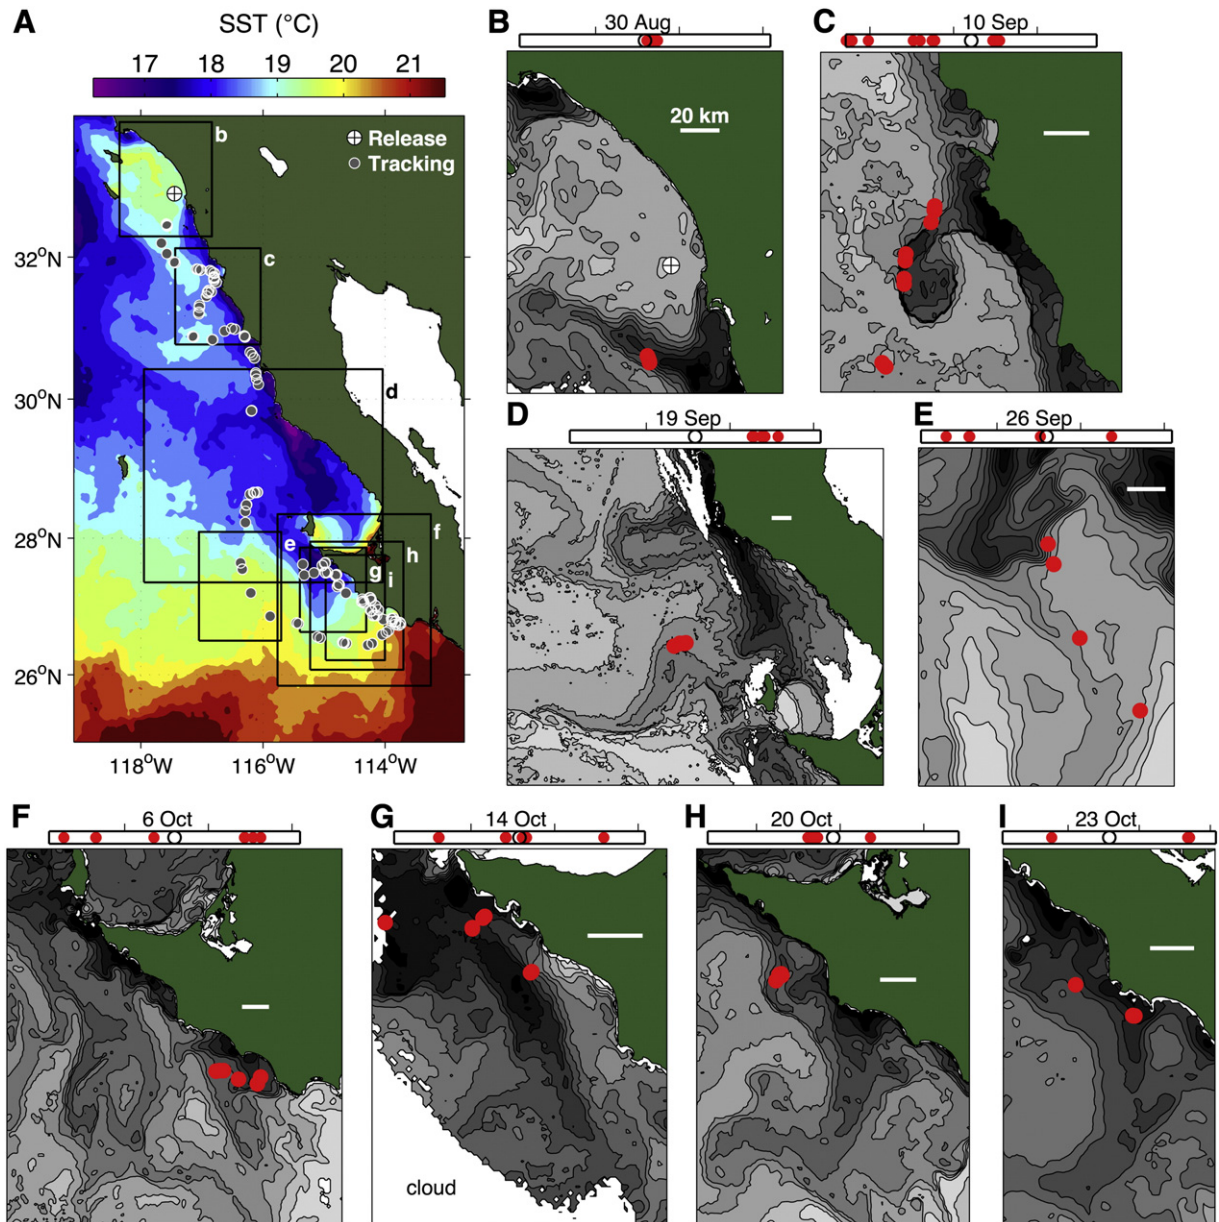 A
SST (°C)
17 18 19 20 21
Release
Tracking
b
c
d
e
f
g
h
i
32°N
30°N
28°N
26°N
118°W 116°W 114°W
B
30 Aug
20 km
C
10 Sep
D
19 Sep
E
26 Sep
F
6 Oct
G
14 Oct
cloud
H
20 Oct
I
23 Oct